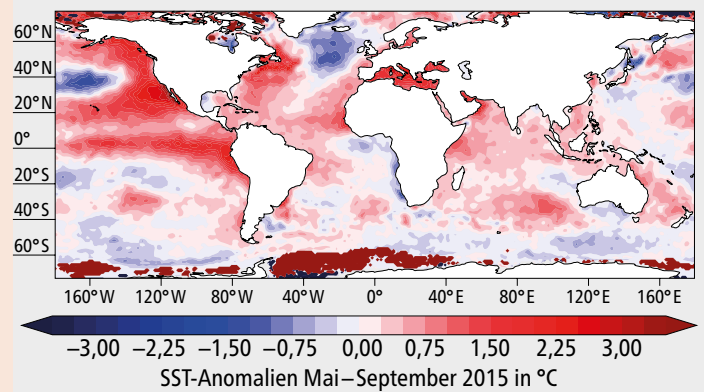 60°N
40°N
20°N
0°
20°S
40°S
60°S
160°W 120°W 80°W 40°W 0° 40°E 80°E 120°E 160°E
−3,00 −2,25 −1,50 −0,75 0,00 0,75 1,50 2,25 3,00
SST-Anomalien Mai–September 2015 in °C